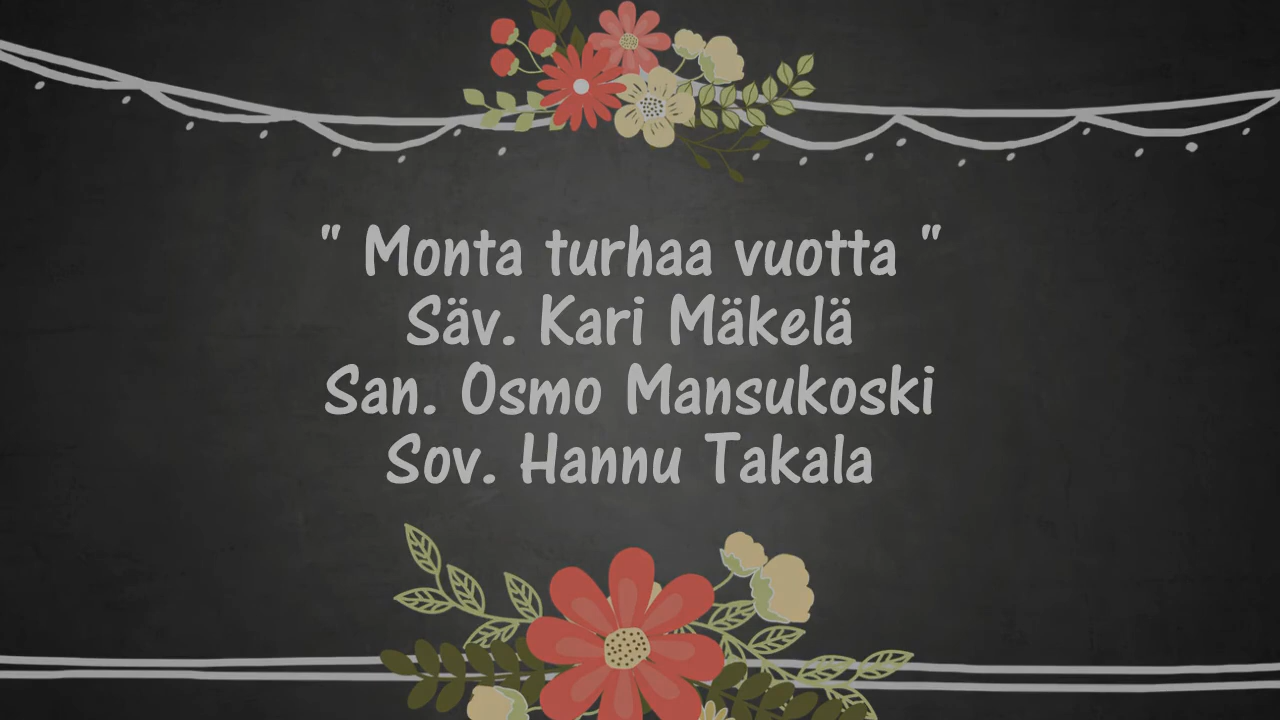 " Monta turhaa vuotta "
Säv. Kari Mäkelä
San. Osmo Mansukoski
Sov. Hannu Takala